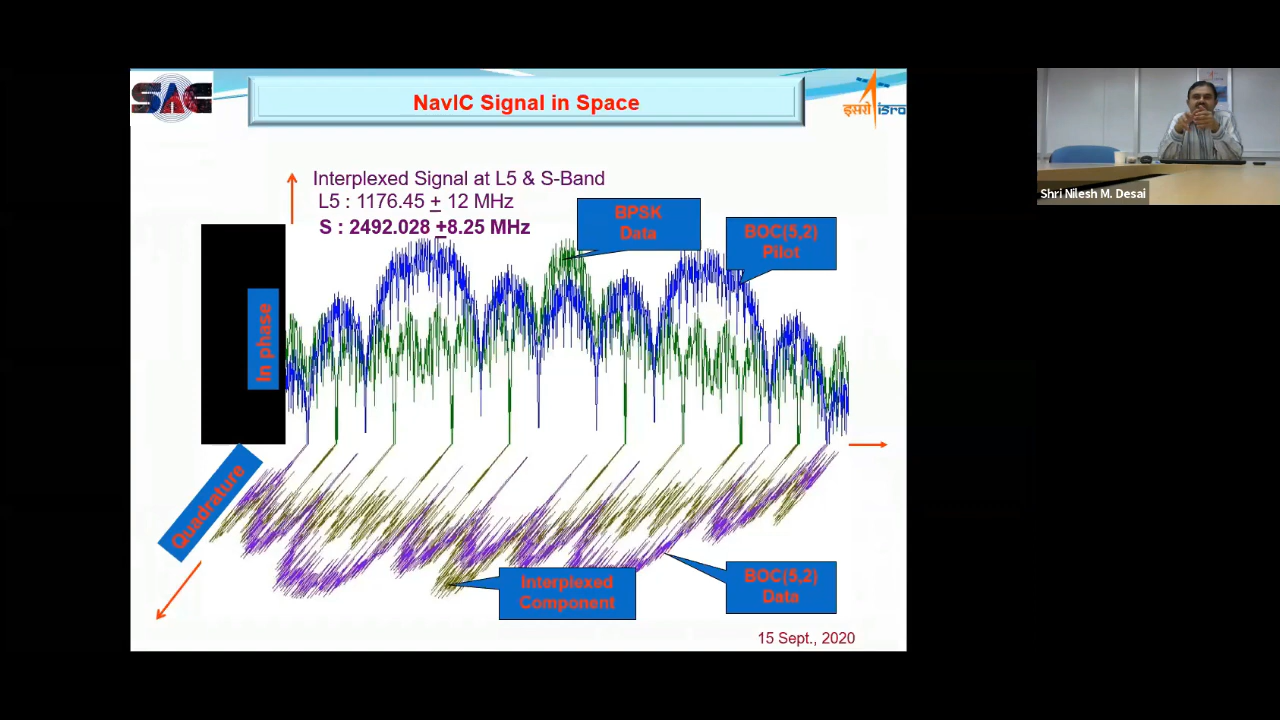 SAC
NavIC Signal in Space
इसरो isro
Interplexed Signal at L5 & S-Band
L5 : 1176.45 ± 12 MHz
S : 2492.028 ±8.25 MHz
BPSK
Data
BOC(5,2)
Pilot
In phase
Quadrature
Interplexed
Component
BOC(5,2)
Data
15 Sept., 2020
Shri Nilesh M. Desai